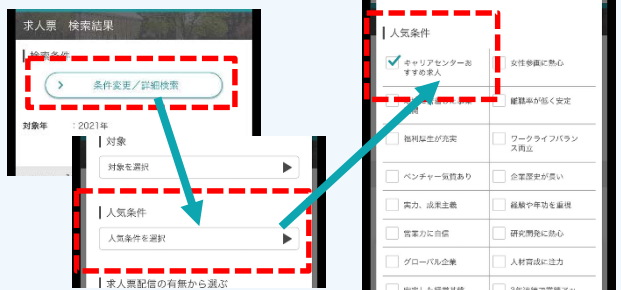 求人票 検索結果
検索条件
条件変更/詳細検索
対象年 : 2021年
対象
対象を選択
人気条件
人気条件を選択
求人票配信の有無から選ぶ
人気条件
キャリアセンターお
すすめ求人
女性参画に熱心
離職率が低く安定
福利厚生が充実
ワークライフバラン
ス両立
ベンチャー気質あり
企業歴史が長い
実力、成果主義
経験や年功を重視
営業力に自信
研究開発に熱心
グローバル企業
人材育成に注力